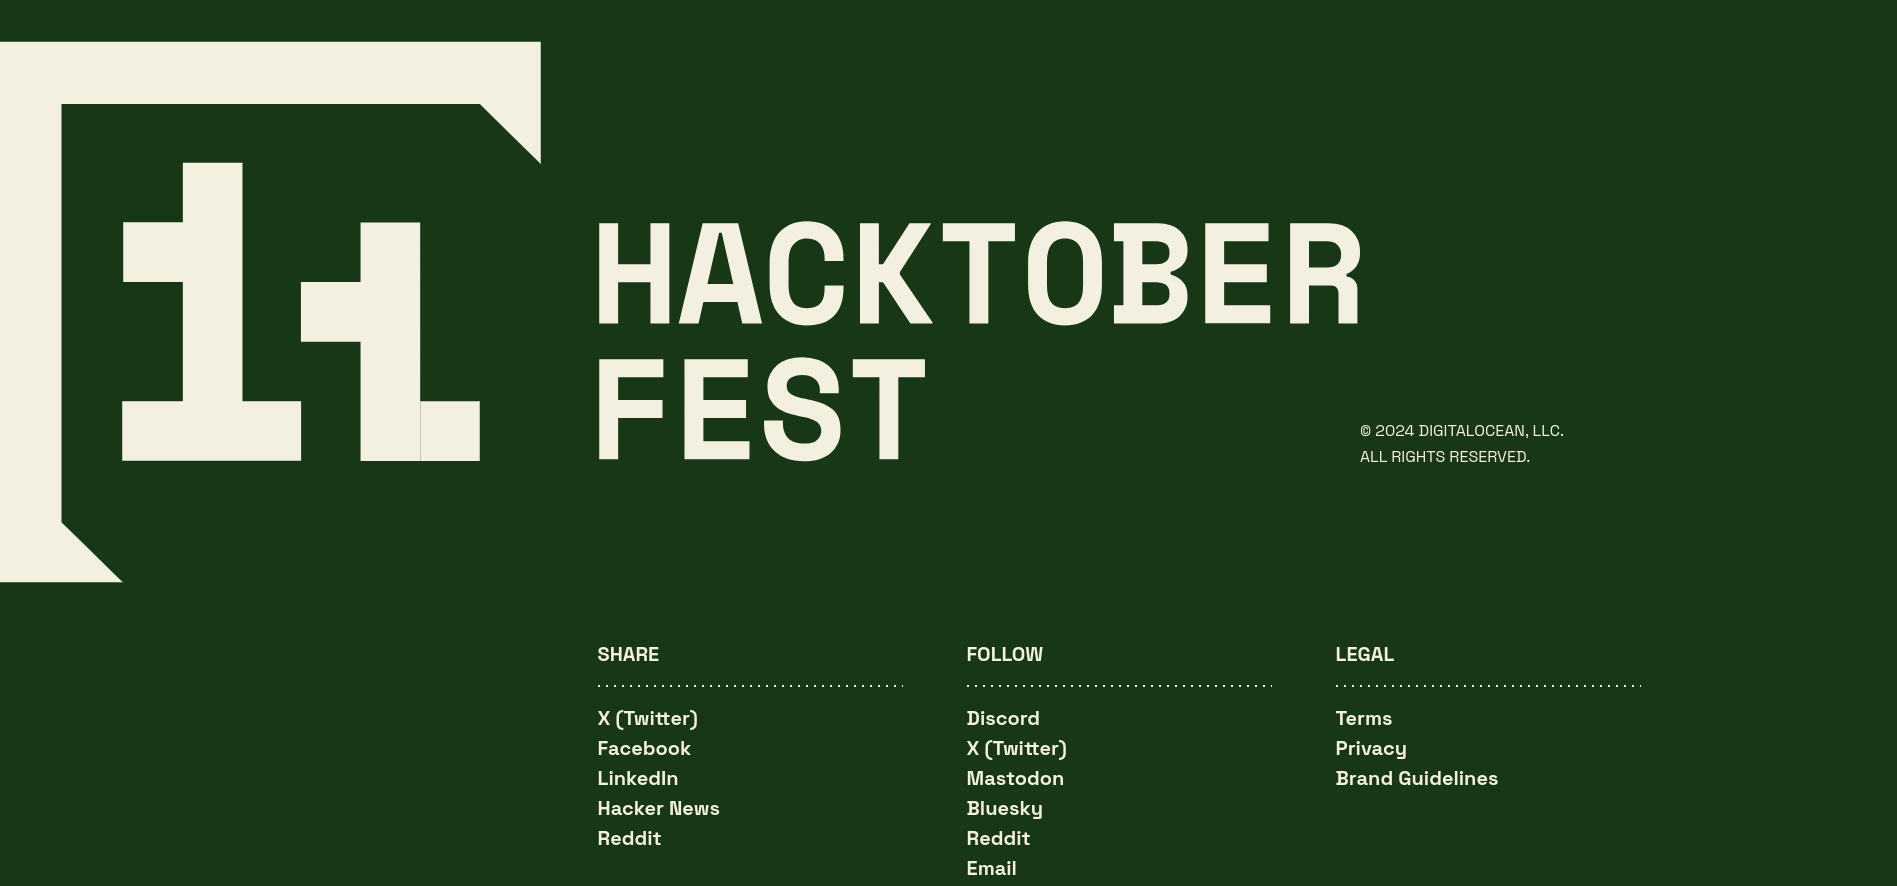 HACKTOBER
FEST
© 2024 DIGITALOCEAN, LLC.
ALL RIGHTS RESERVED.
SHARE
X (Twitter)
Facebook
LinkedIn
Hacker News
Reddit
FOLLOW
Discord
X (Twitter)
Mastodon
Bluesky
Reddit
Email
LEGAL
Terms
Privacy
Brand Guidelines